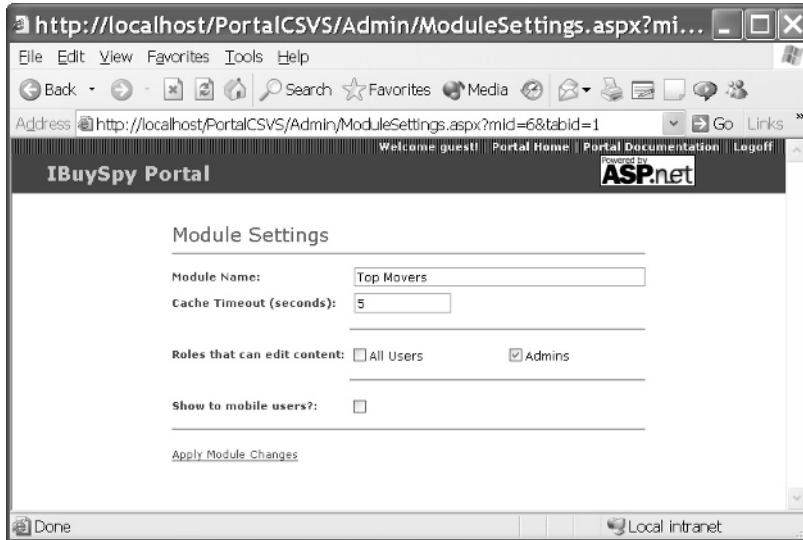 http://localhost/PortalCSVS/Admin/ModuleSettings.aspx?mi...
File Edit View Favorites Tools Help
Back Search Favorites Media
Address http://localhost/PortalCSVS/Admin/ModuleSettings.aspx?mid=6&tabid=1 Go Links »
Welcome guest! | Portal Home | Portal Documentation | Logoff
IBuySpy Portal
Powered by
ASP.net
Module Settings
Module Name: Top Movers
Cache Timeout (seconds): 5
Roles that can edit content: All Users Admins
Show to mobile users?:
Apply Module Changes
Done Local intranet